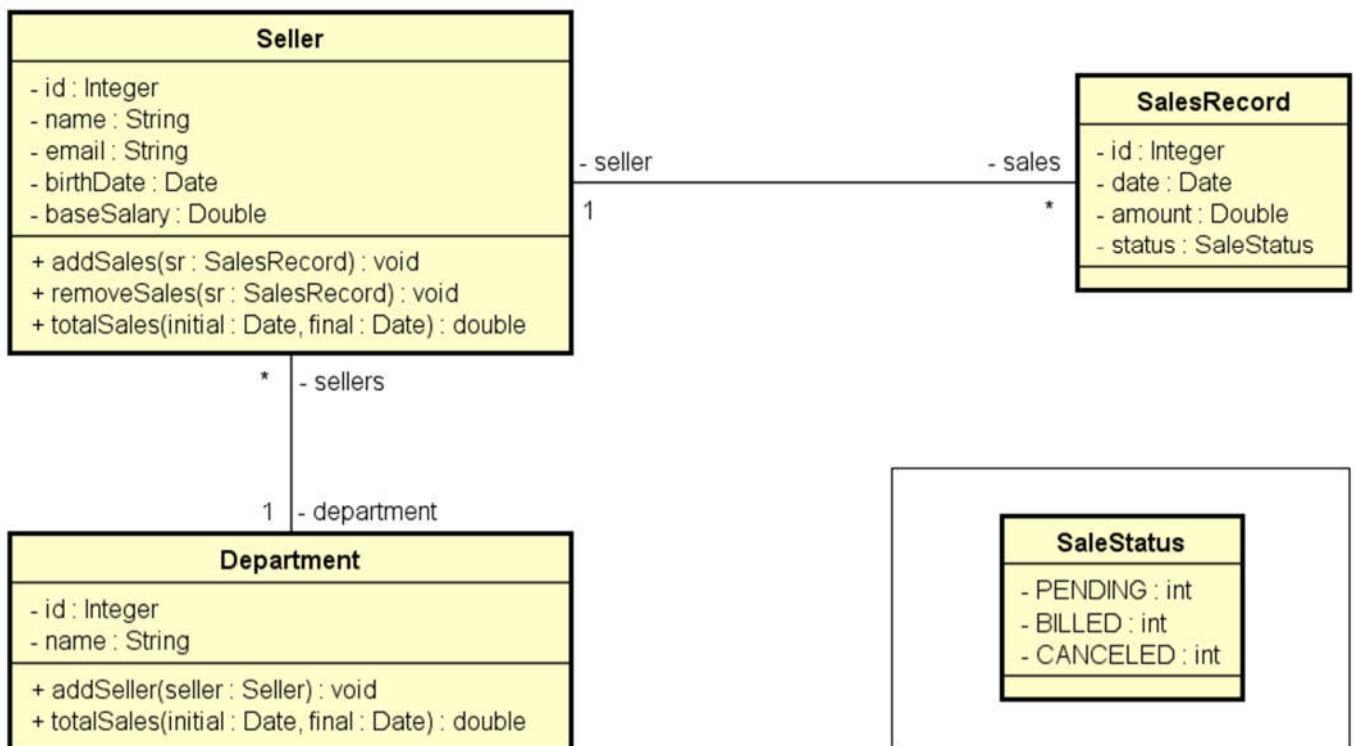 Seller
- id : Integer
- name : String
- email : String
- birthDate : Date
- baseSalary : Double
+ addSales(sr : SalesRecord) : void
+ removeSales(sr : SalesRecord) : void
+ totalSales(initial : Date, final : Date) : double
- seller
1
- sales
*
SalesRecord
- id : Integer
- date : Date
- amount : Double
- status : SaleStatus
* - sellers
1 - department
Department
- id : Integer
- name : String
+ addSeller(seller : Seller) : void
+ totalSales(initial : Date, final : Date) : double
SaleStatus
- PENDING : int
- BILLED : int
- CANCELED : int